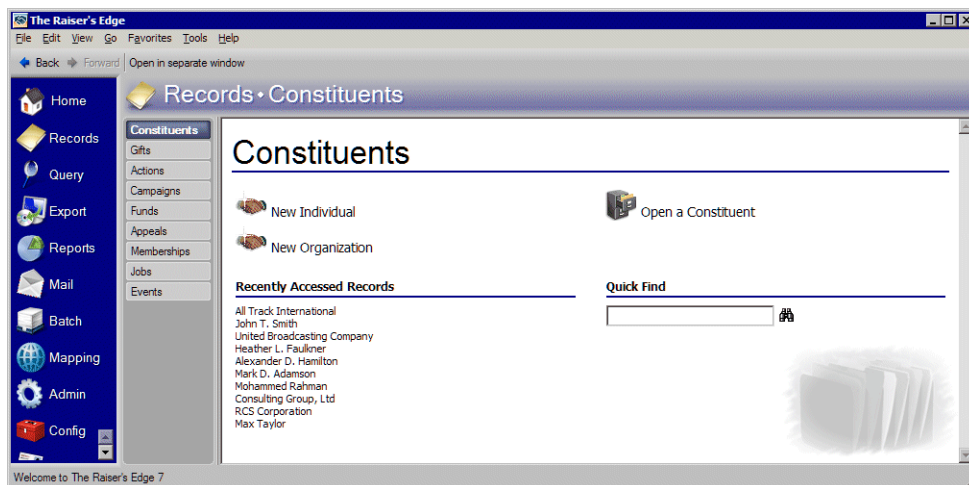 The Raiser's Edge
File Edit View Go Favorites Tools Help
Back Forward Open in separate window
Records • Constituents
Home
Records
Query
Export
Reports
Mail
Batch
Mapping
Admin
Config
Constituents
Gifts
Actions
Campaigns
Funds
Appeals
Memberships
Jobs
Events
Constituents
New Individual
New Organization
Open a Constituent
Recently Accessed Records
All Track International
John T. Smith
United Broadcasting Company
Heather L. Faulkner
Alexander D. Hamilton
Mark D. Adamson
Mohammed Rahman
Consulting Group, Ltd
RCS Corporation
Max Taylor
Quick Find
Welcome to The Raiser's Edge 7